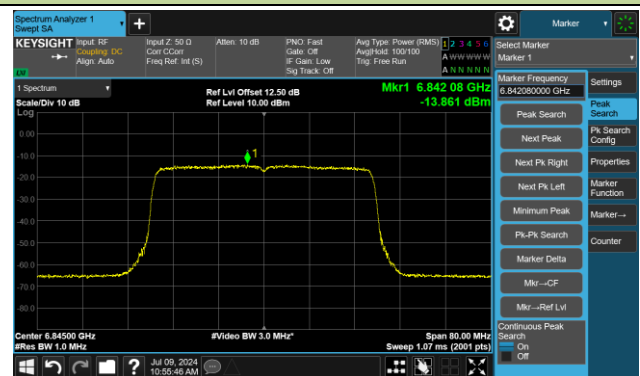 Spectrum Analyzer 1
Swept SA
+
Marker
KEYSIGHT
Input: RF
Coupling: DC
Align: Auto
Input Z: 50 Ω
Corr CCorr
Freq Ref: Int (S)
Atten: 10 dB
PNO: Fast
Gate: Off
IF Gain: Low
Sig Track: Off
Avg Type: Power (RMS)
Avg|Hold: 100/100
Trig: Free Run
1 2 3 4 5 6
A W W W W W
A N N N N N
Select Marker
Marker 1
LXI
1 Spectrum
Scale/Div 10 dB
Log
Ref Lvl Offset 12.50 dB
Ref Level 10.00 dBm
Mkr1 6.842 08 GHz
-13.861 dBm
0.00
-10.0
-20.0
-30.0
-40.0
-50.0
-60.0
-70.0
-80.0
1
Center 6.84500 GHz
#Res BW 1.0 MHz
#Video BW 3.0 MHz*
Span 80.00 MHz
Sweep 1.07 ms (2001 pts)
Marker Frequency
6.842080000 GHz
Peak Search
Next Peak
Next Pk Right
Next Pk Left
Minimum Peak
Pk-Pk Search
Marker Delta
Mkr→CF
Mkr→Ref Lvl
Continuous Peak
Search
On
Off
Settings
Peak
Search
Pk Search
Config
Properties
Marker
Function
Marker→
Counter
?
Jul 09, 2024
10:55:46 AM